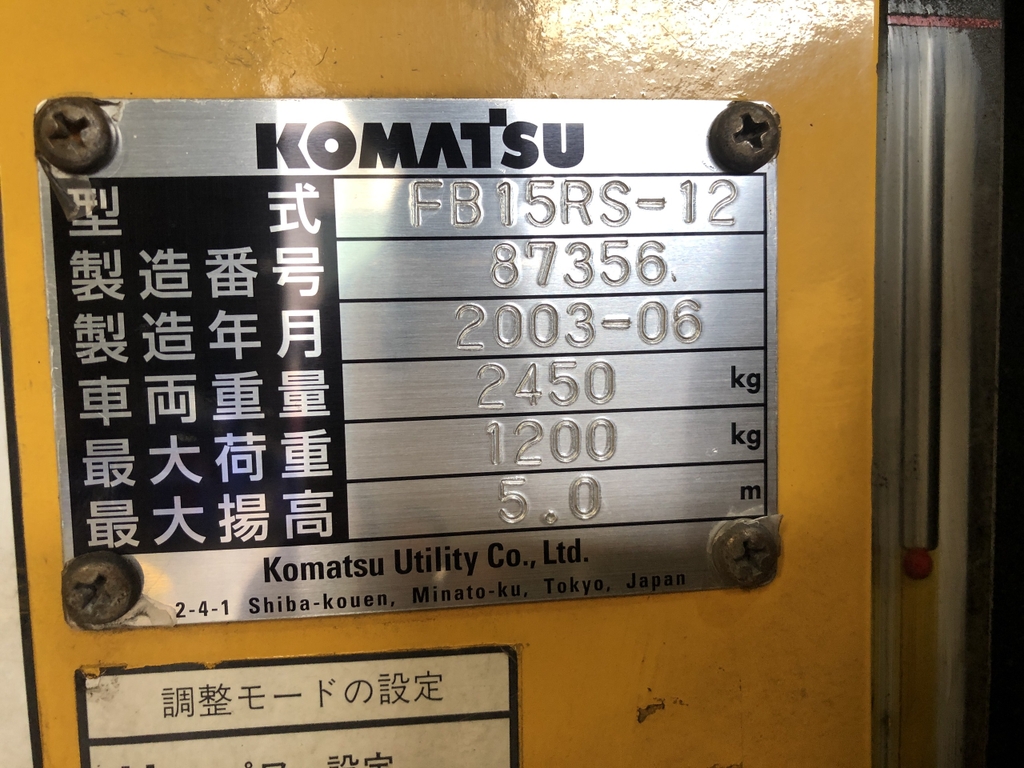 KOMATSU
型式 FB15RS-12
製造番号 87356
製造年月 2003-06
車両重量 2450 kg
最大荷重 1200 kg
最大揚高 5.0 m
Komatsu Utility Co., Ltd.
2-4-1 Shiba-kouen, Minato-ku, Tokyo, Japan
調整モードの設定
設定